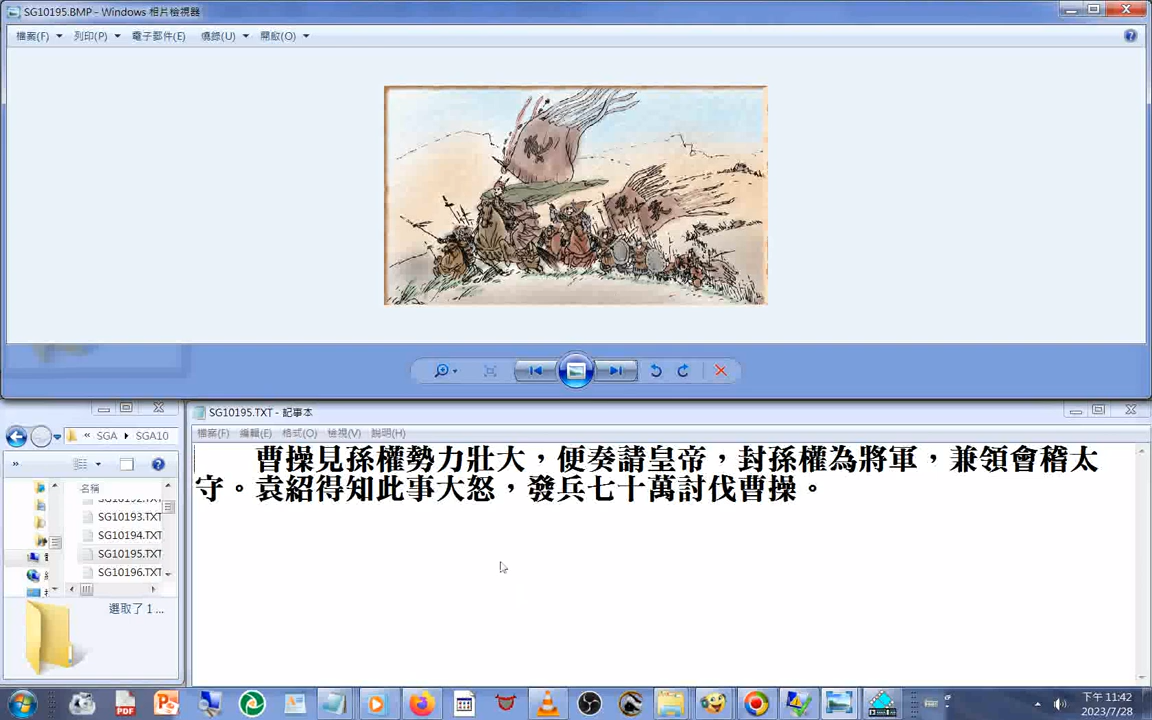 SG10195.BMP - Windows 相片檢視器
檔案(F) 列印(P) 電子郵件(E) 燒錄(U) 開啟(O)
SG10195.TXT - 記事本
檔案(F) 編輯(E) 格式(O) 檢視(V) 說明(H)
曹操見孫權勢力壯大，便奏請皇帝，封孫權為將軍，兼領會稽太
守。袁紹得知此事大怒，發兵七十萬討伐曹操。
« SGA ▸ SGA10
»
名稱
SG10192.TXT
SG10193.TXT
SG10194.TXT
SG10195.TXT
SG10196.TXT
選取了 1 ...
PDF
下午 11:42
2023/7/28